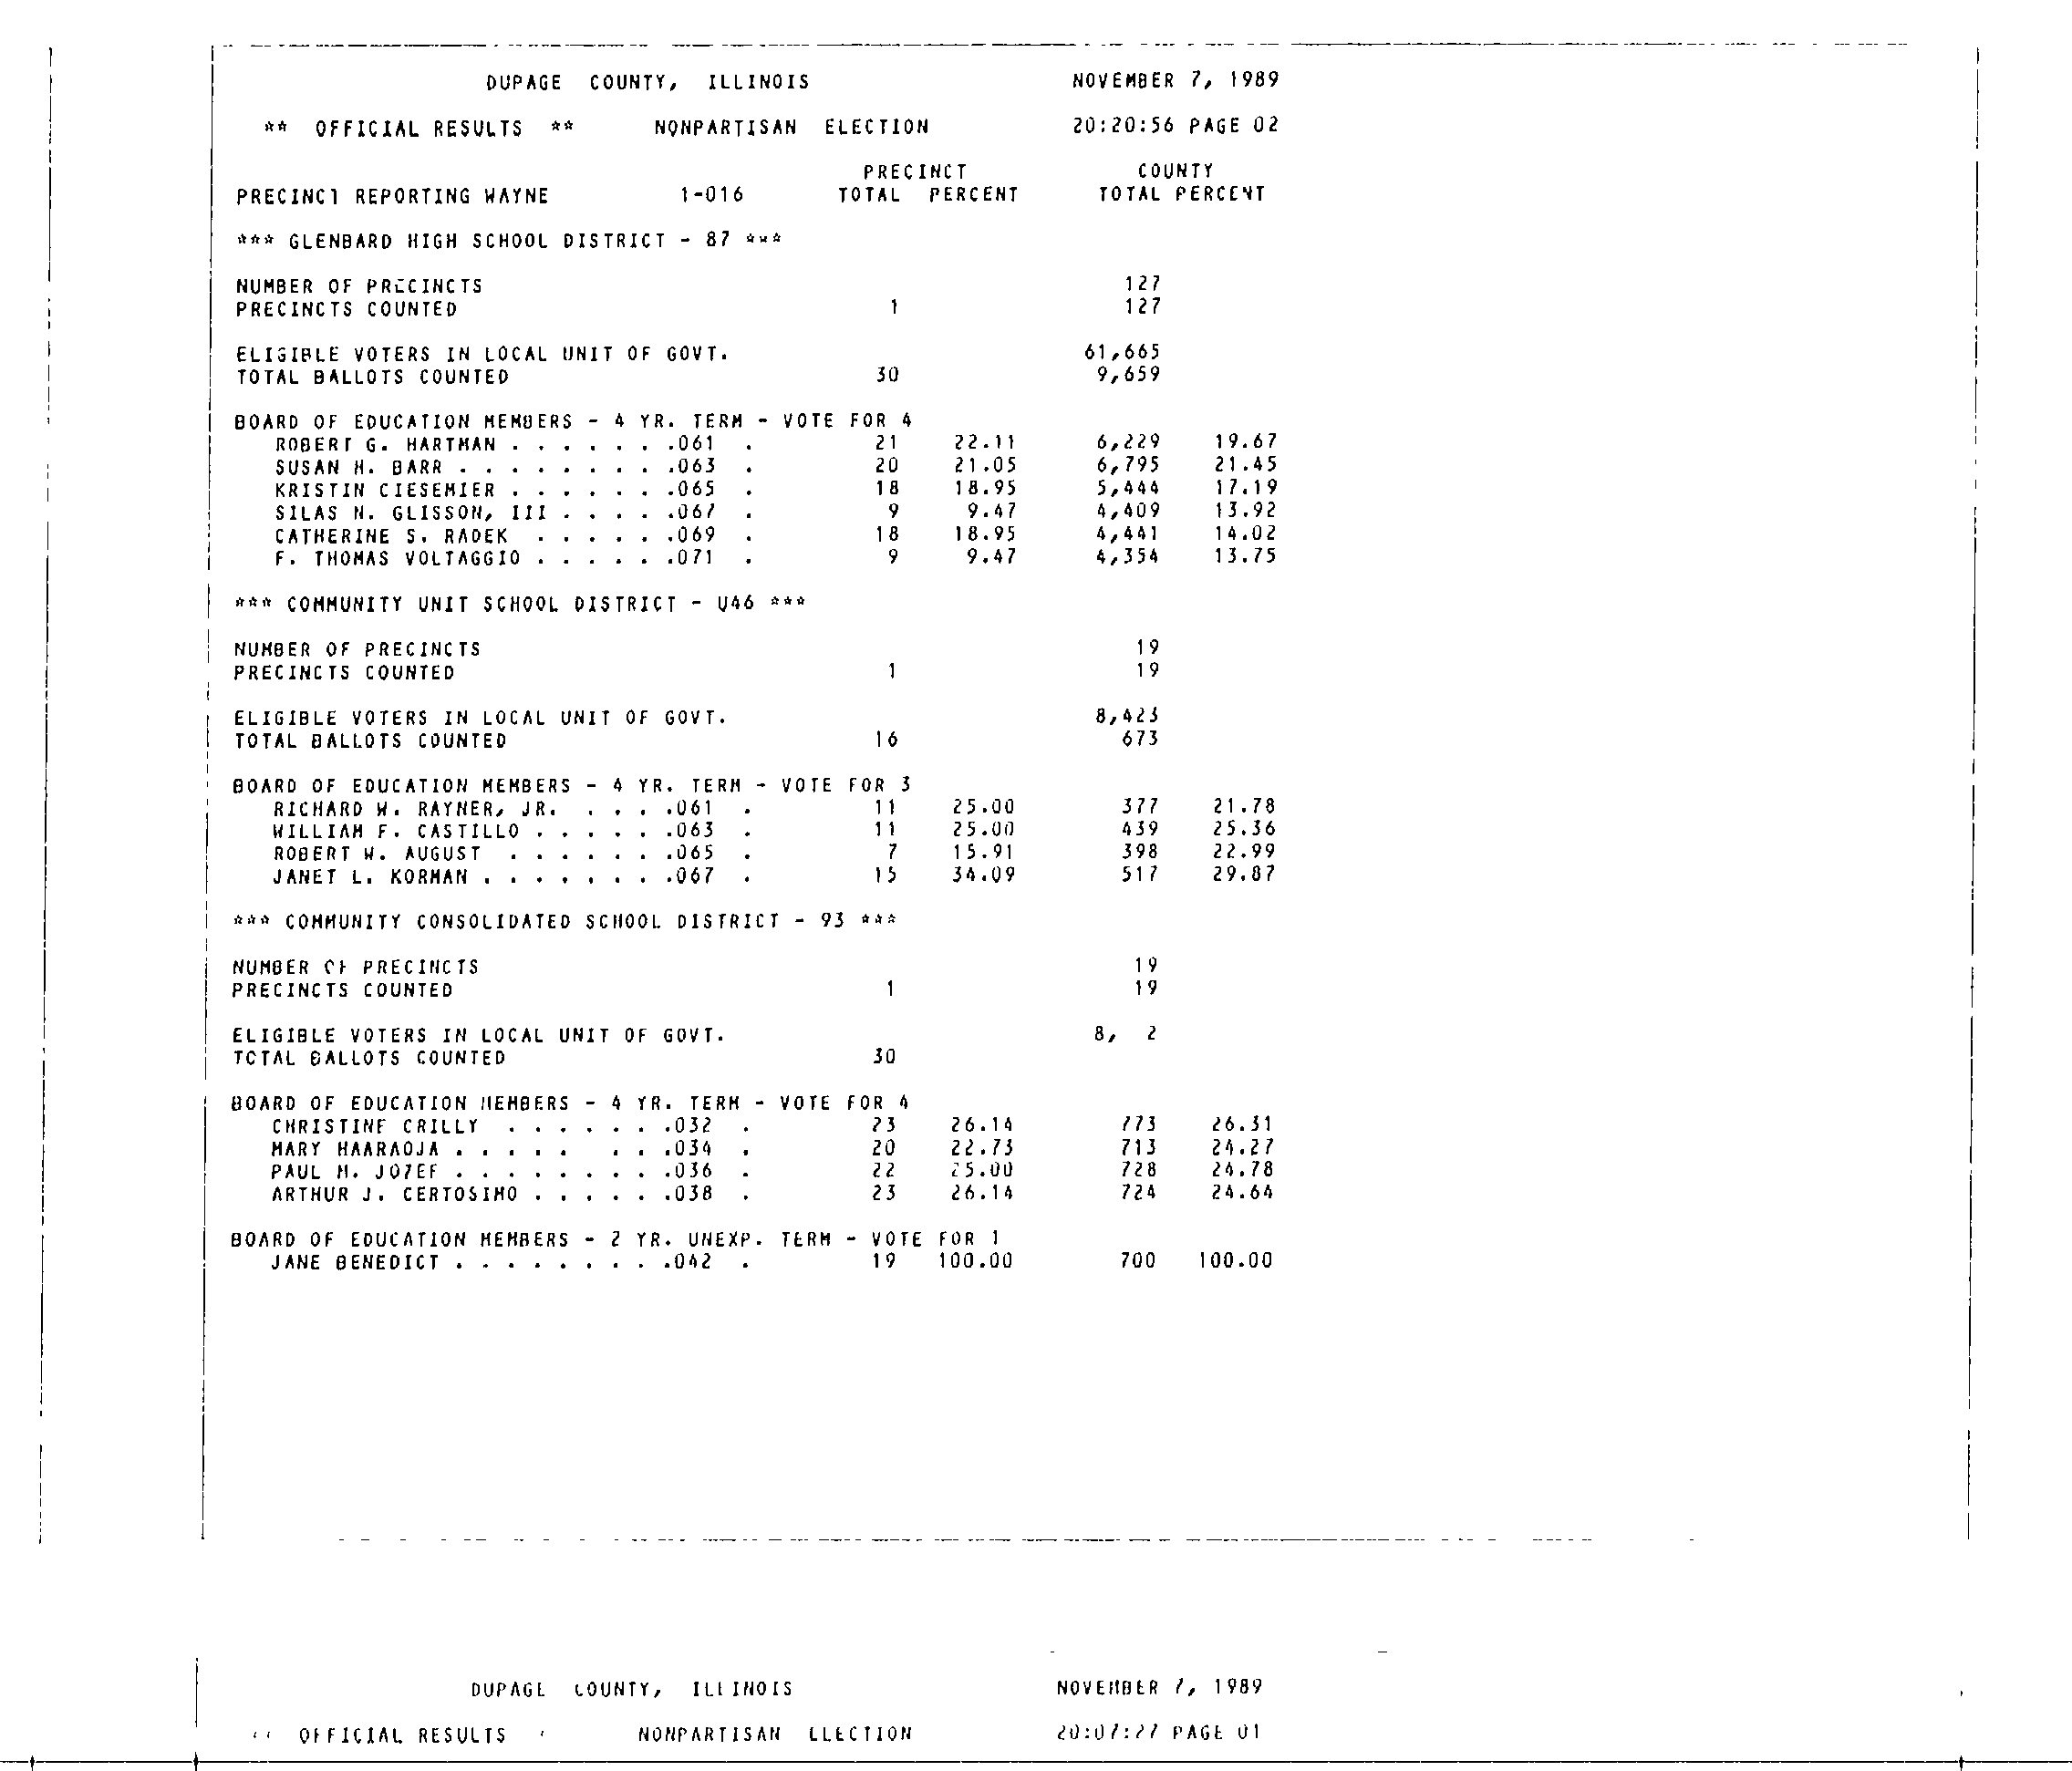 DUPAGE COUNTY, ILLINOIS NOVEMBER 7, 1989
** OFFICIAL RESULTS ** NONPARTISAN ELECTION 20:20:56 PAGE 02
PRECINCT COUNTY
PRECINCT REPORTING WAYNE 1-016 TOTAL PERCENT TOTAL PERCENT
*** GLENBARD HIGH SCHOOL DISTRICT - 87 ***
NUMBER OF PRECINCTS 127
PRECINCTS COUNTED 1 127
ELIGIBLE VOTERS IN LOCAL UNIT OF GOVT. 61,665
TOTAL BALLOTS COUNTED 30 9,659
BOARD OF EDUCATION MEMBERS - 4 YR. TERM - VOTE FOR 4
ROBERT G. HARTMAN . . . . . . .061 . 21 22.11 6,229 19.67
SUSAN H. BARR . . . . . . . . .063 . 20 21.05 6,795 21.45
KRISTIN CIESEMIER . . . . . . .065 . 18 18.95 5,444 17.19
SILAS N. GLISSON, III . . . . .067 . 9 9.47 4,409 13.92
CATHERINE S. RADEK . . . . . .069 . 18 18.95 4,441 14.02
F. THOMAS VOLTAGGIO . . . . . .071 . 9 9.47 4,354 13.75
*** COMMUNITY UNIT SCHOOL DISTRICT - U46 ***
NUMBER OF PRECINCTS 19
PRECINCTS COUNTED 1 19
ELIGIBLE VOTERS IN LOCAL UNIT OF GOVT. 8,423
TOTAL BALLOTS COUNTED 16 673
BOARD OF EDUCATION MEMBERS - 4 YR. TERM - VOTE FOR 3
RICHARD W. RAYNER, JR. . . . .061 . 11 25.00 377 21.78
WILLIAM F. CASTILLO . . . . . .063 . 11 25.00 439 25.36
ROBERT W. AUGUST . . . . . . .065 . 7 15.91 398 22.99
JANET L. KORMAN . . . . . . . .067 . 15 34.09 517 29.87
*** COMMUNITY CONSOLIDATED SCHOOL DISTRICT - 93 ***
NUMBER OF PRECINCTS 19
PRECINCTS COUNTED 1 19
ELIGIBLE VOTERS IN LOCAL UNIT OF GOVT. 8, 2
TOTAL BALLOTS COUNTED 30
BOARD OF EDUCATION MEMBERS - 4 YR. TERM - VOTE FOR 4
CHRISTINE CRILLY . . . . . . .032 . 23 26.14 773 26.31
MARY HAARAOJA . . . . . . . .034 . 20 22.73 713 24.27
PAUL M. JOZEF . . . . . . . . .036 . 22 25.00 728 24.78
ARTHUR J. CERTOSIMO . . . . . .038 . 23 26.14 724 24.64
BOARD OF EDUCATION MEMBERS - 2 YR. UNEXP. TERM - VOTE FOR 1
JANE BENEDICT . . . . . . . . .042 . 19 100.00 700 100.00
DUPAGE COUNTY, ILLINOIS NOVEMBER 7, 1989
OFFICIAL RESULTS NONPARTISAN ELECTION 20:07:27 PAGE 01